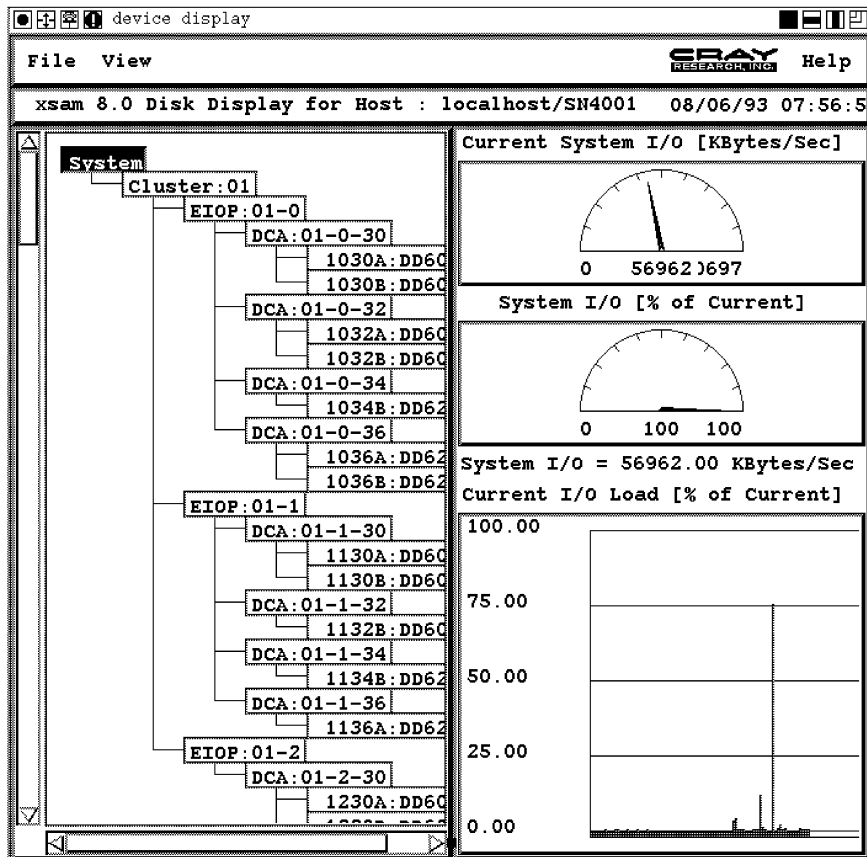 device display
File View CRAY RESEARCH, INC. Help
xsam 8.0 Disk Display for Host : localhost/SN4001 08/06/93 07:56:5
System
Cluster:01
EIOP:01-0
DCA:01-0-30
1030A:DD60
1030B:DD60
DCA:01-0-32
1032A:DD60
1032B:DD60
DCA:01-0-34
1034B:DD62
DCA:01-0-36
1036A:DD62
1036B:DD62
EIOP:01-1
DCA:01-1-30
1130A:DD60
1130B:DD60
DCA:01-1-32
1132B:DD60
DCA:01-1-34
1134B:DD62
DCA:01-1-36
1136A:DD62
EIOP:01-2
DCA:01-2-30
1230A:DD60
Current System I/O [KBytes/Sec]
0 56962 0697
System I/O [% of Current]
0 100 100
System I/O = 56962.00 KBytes/Sec
Current I/O Load [% of Current]
100.00
75.00
50.00
25.00
0.00